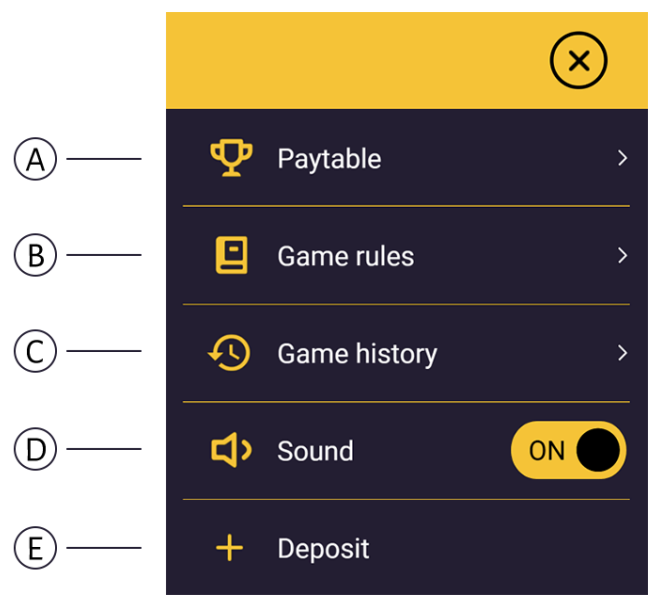 A Paytable
B Game rules
C Game history
D Sound ON
E Deposit